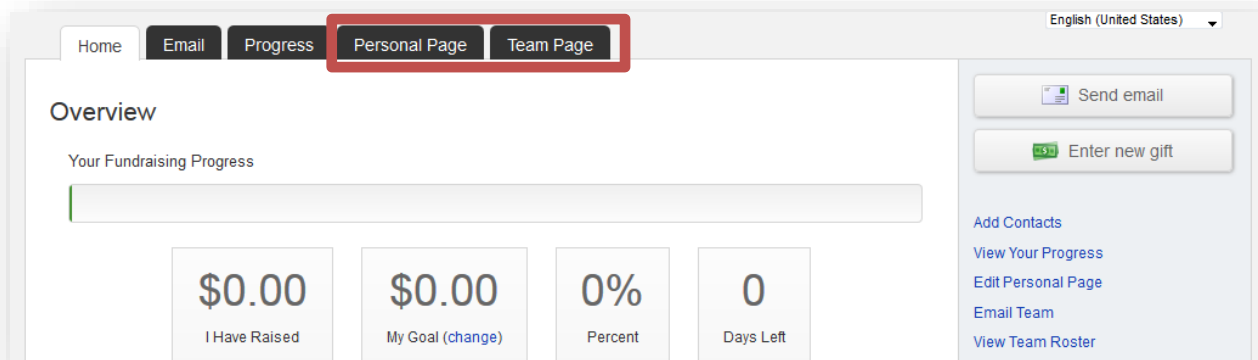 English (United States)
Home Email Progress Personal Page Team Page
Send email
Overview
Enter new gift
Your Fundraising Progress
Add Contacts
View Your Progress
Edit Personal Page
Email Team
View Team Roster
$0.00 $0.00 0% 0
I Have Raised My Goal (change) Percent Days Left